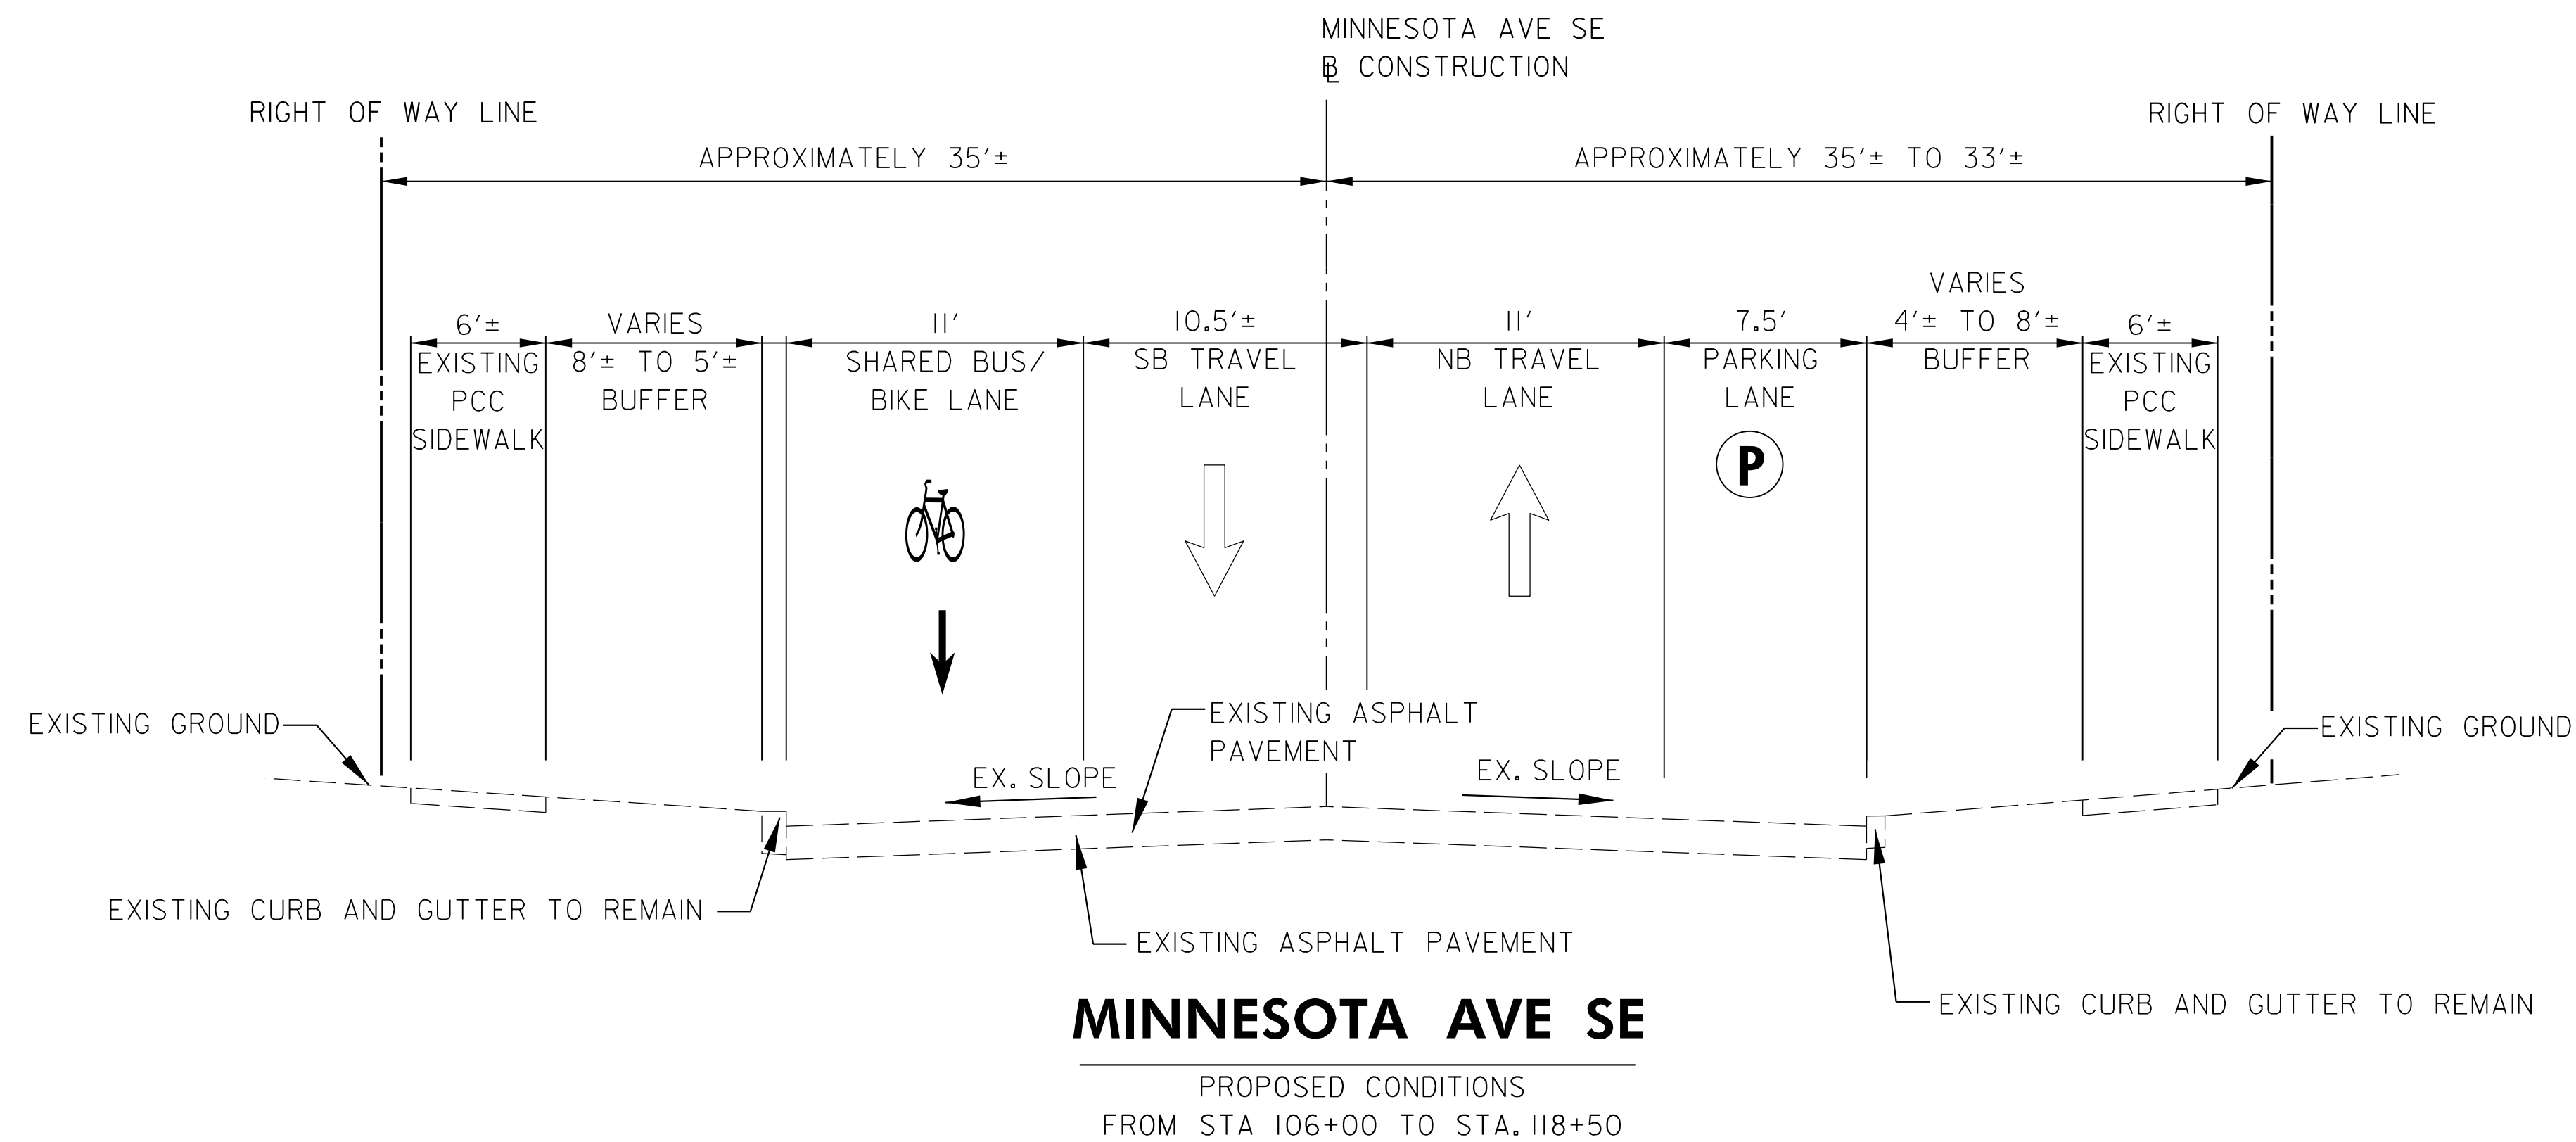 MINNESOTA AVE SE
B CONSTRUCTION
RIGHT OF WAY LINE
RIGHT OF WAY LINE
APPROXIMATELY 35'±
APPROXIMATELY 35'± TO 33'±
6'±
EXISTING
PCC
SIDEWALK
VARIES
8'± TO 5'±
BUFFER
11'
SHARED BUS/
BIKE LANE
10.5'±
SB TRAVEL
LANE
11'
NB TRAVEL
LANE
7.5'
PARKING
LANE
P
VARIES
4'± TO 8'±
BUFFER
6'±
EXISTING
PCC
SIDEWALK
EXISTING GROUND
EXISTING ASPHALT
PAVEMENT
EX. SLOPE
EX. SLOPE
EXISTING GROUND
EXISTING CURB AND GUTTER TO REMAIN
EXISTING ASPHALT PAVEMENT
EXISTING CURB AND GUTTER TO REMAIN
MINNESOTA AVE SE
PROPOSED CONDITIONS
FROM STA 106+00 TO STA. 118+50